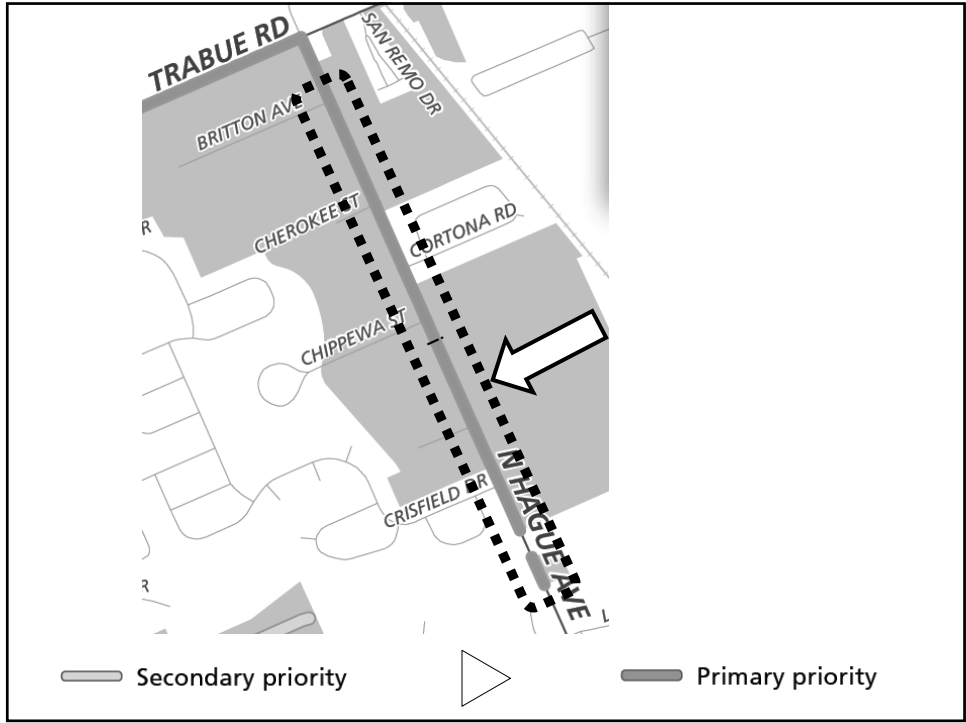 TRABUE RD
SAN REMO DR
BRITTON AVE
CHEROKEE ST
CORTONA RD
R
CHIPPEWA ST
N HAGUE AVE
CRISFIELD DR
R
Secondary priority
Primary priority